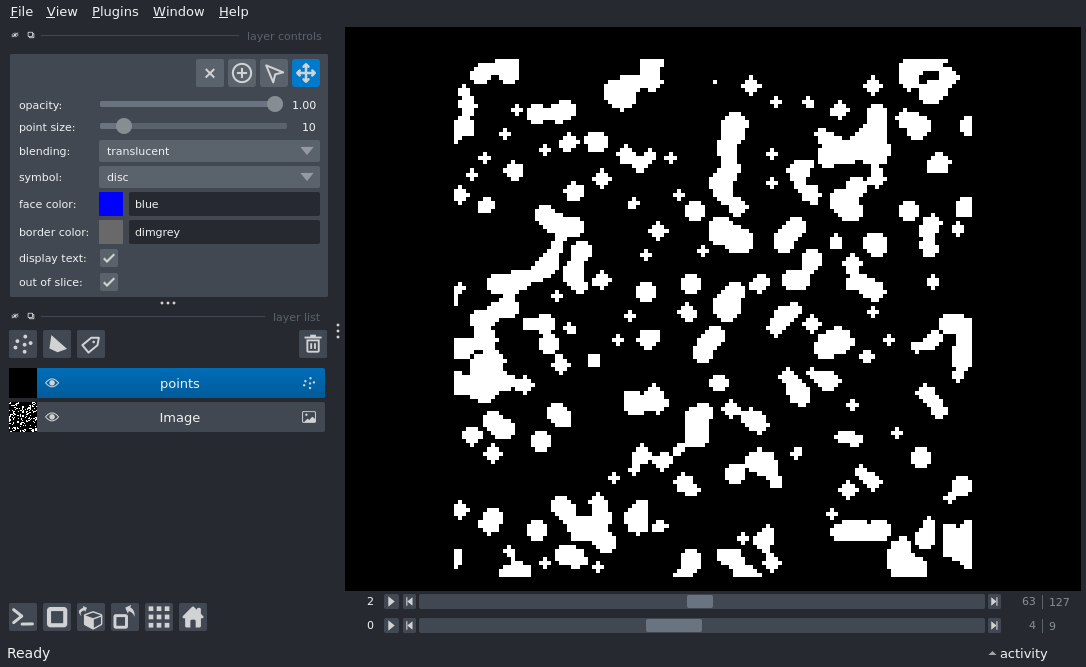 File View Plugins Window Help
layer controls
opacity: 1.00
point size: 10
blending: translucent
symbol: disc
face color: blue
border color: dimgrey
display text:
out of slice:
layer list
points
Image
2 63 127
0 4 9
Ready activity